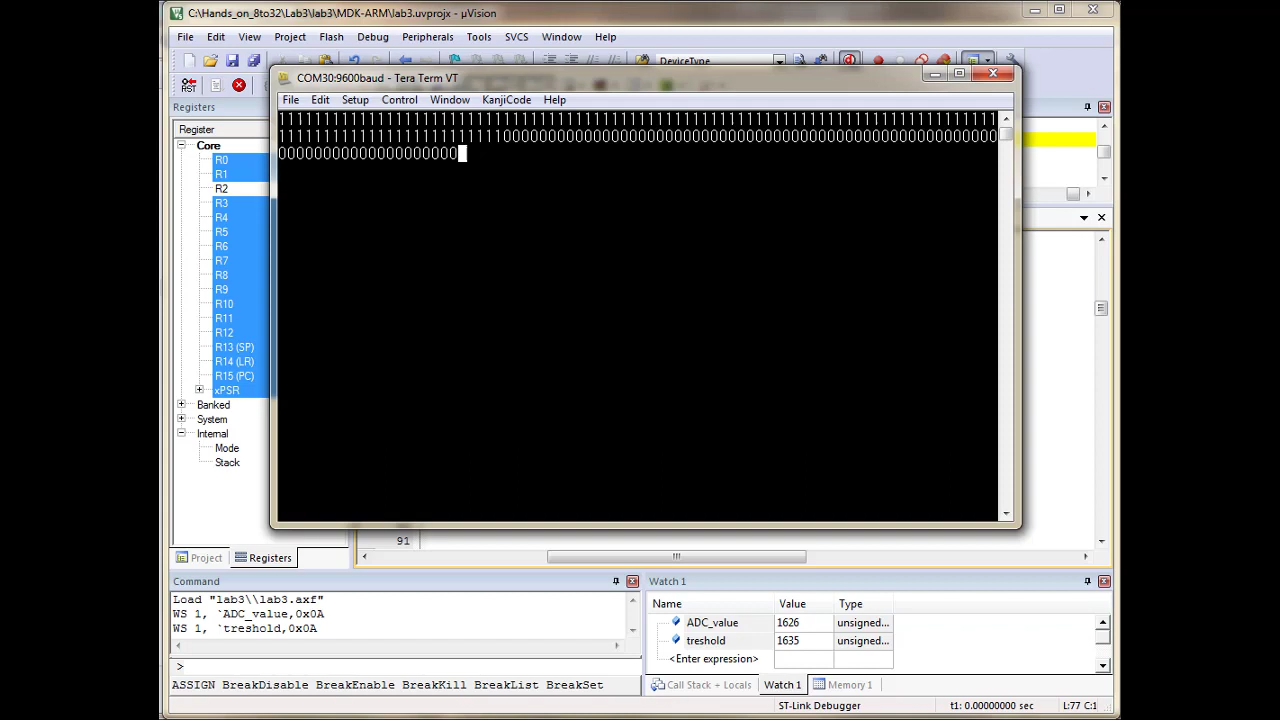 C:\Hands_on_8to32\Lab3\lab3\MDK-ARM\lab3.uvprojx - µVision
File Edit View Project Flash Debug Peripherals Tools SVCS Window Help
DeviceType
RST
COM30:9600baud - Tera Term VT
File Edit Setup Control Window KanjiCode Help
11111111111111111111111111111111111111111111111111111111111111111111111111111111
11111111111111111111111110000000000000000000000000000000000000000000000000000000
00000000000000000000
Registers
Register
Core
R0
R1
R2
R3
R4
R5
R6
R7
R8
R9
R10
R11
R12
R13 (SP)
R14 (LR)
R15 (PC)
xPSR
Banked
System
Internal
Mode
Stack
91
Project Registers
Command
Load "lab3\\lab3.axf"
WS 1, `ADC_value,0x0A
WS 1, `treshold,0x0A
>
ASSIGN BreakDisable BreakEnable BreakKill BreakList BreakSet
Watch 1
Name Value Type
ADC_value 1626 unsigned...
treshold 1635 unsigned...
<Enter expression>
Call Stack + Locals Watch 1 Memory 1
ST-Link Debugger t1: 0.00000000 sec L:77 C:1